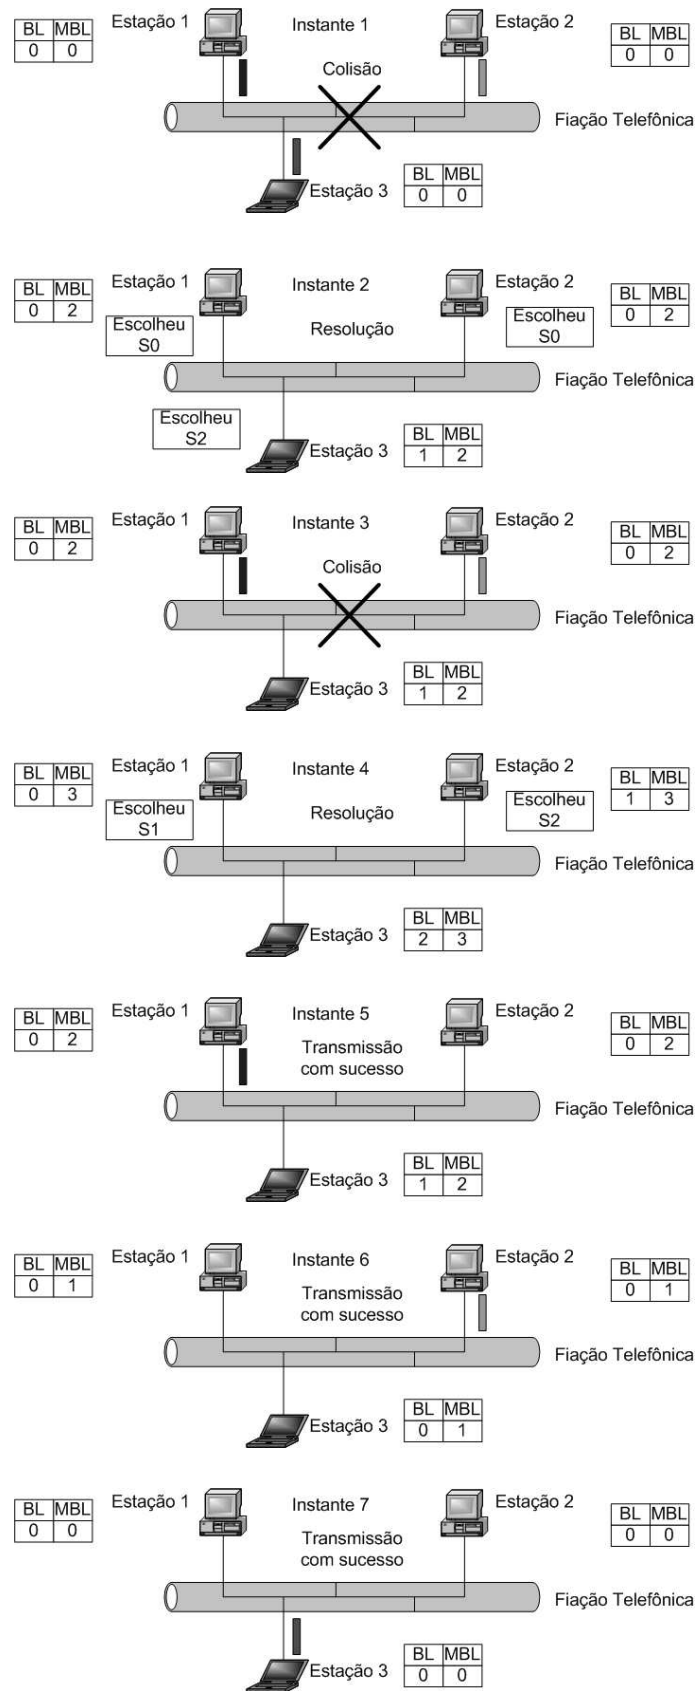 Estação 1
Instante 1
Estação 2
BL MBL
0 0
BL MBL
0 0
Colisão
Fiação Telefônica
Estação 3
BL MBL
0 0
Estação 1
Instante 2
Estação 2
BL MBL
0 2
BL MBL
0 2
Escolheu
S0
Resolução
Escolheu
S0
Fiação Telefônica
Escolheu
S2
Estação 3
BL MBL
1 2
Estação 1
Instante 3
Estação 2
BL MBL
0 2
BL MBL
0 2
Colisão
Fiação Telefônica
Estação 3
BL MBL
1 2
Estação 1
Instante 4
Estação 2
BL MBL
0 3
BL MBL
1 3
Escolheu
S1
Resolução
Escolheu
S2
Fiação Telefônica
Estação 3
BL MBL
2 3
Estação 1
Instante 5
Estação 2
BL MBL
0 2
BL MBL
0 2
Transmissão
com sucesso
Fiação Telefônica
Estação 3
BL MBL
1 2
Estação 1
Instante 6
Estação 2
BL MBL
0 1
BL MBL
0 1
Transmissão
com sucesso
Fiação Telefônica
Estação 3
BL MBL
0 1
Estação 1
Instante 7
Estação 2
BL MBL
0 0
BL MBL
0 0
Transmissão
com sucesso
Fiação Telefônica
Estação 3
BL MBL
0 0